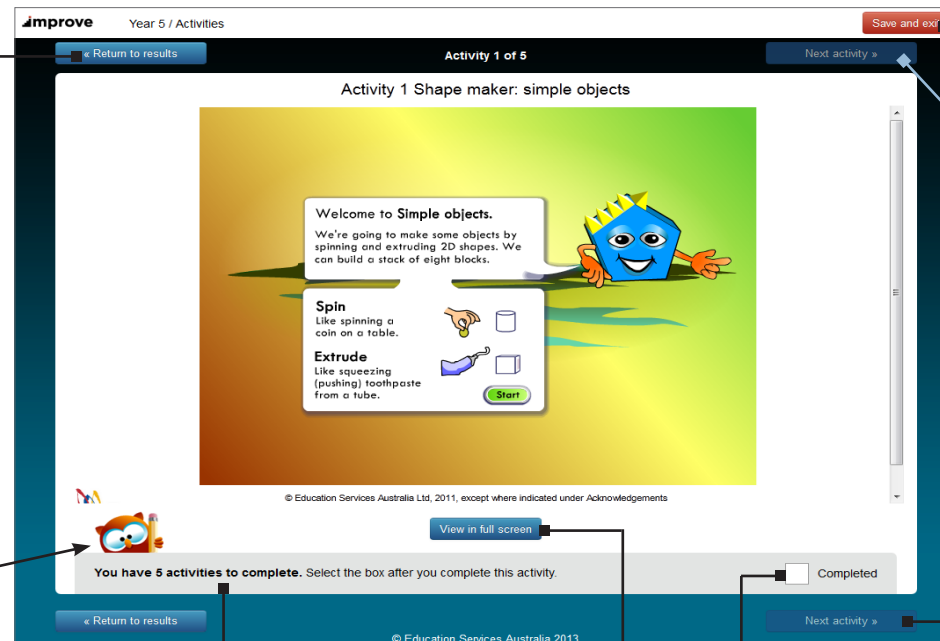 improve Year 5 / Activities Save and exit
« Return to results Activity 1 of 5 Next activity »
Activity 1 Shape maker: simple objects
Welcome to Simple objects.
We're going to make some objects by
spinning and extruding 2D shapes. We
can build a stack of eight blocks.
Spin
Like spinning a
coin on a table.
Extrude
Like squeezing
(pushing) toothpaste
from a tube.
Start
© Education Services Australia Ltd, 2011, except where indicated under Acknowledgements
View in full screen
You have 5 activities to complete. Select the box after you complete this activity. Completed
« Return to results Next activity »
© Education Services Australia 2013